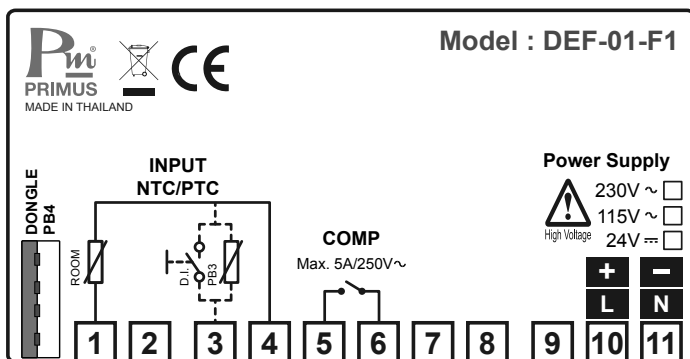 Pm®
PRIMUS
MADE IN THAILAND
CE
Model : DEF-01-F1
DONGLE
PB4
INPUT
NTC/PTC
ROOM
D.I.
PB3
COMP
Max. 5A/250V~
Power Supply
High Voltage
230V ~
115V ~
24V ⎓
+ −
L N
1 2 3 4 5 6 7 8 9 10 11